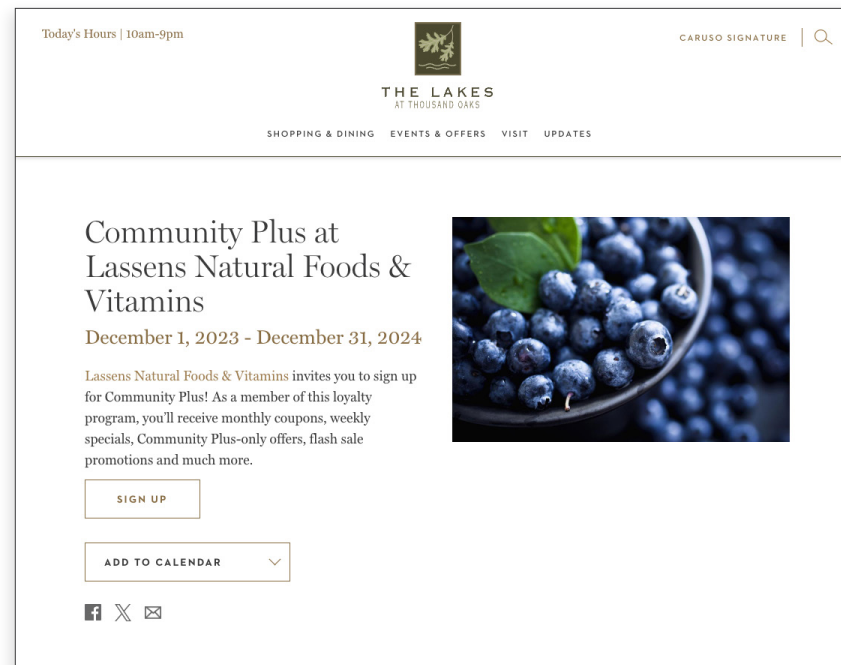 Today's Hours | 10am-9pm
CARUSO SIGNATURE
THE LAKES
AT THOUSAND OAKS
SHOPPING & DINING EVENTS & OFFERS VISIT UPDATES
Community Plus at
Lassens Natural Foods &
Vitamins
December 1, 2023 - December 31, 2024
Lassens Natural Foods & Vitamins invites you to sign up
for Community Plus! As a member of this loyalty
program, you’ll receive monthly coupons, weekly
specials, Community Plus-only offers, flash sale
promotions and much more.
SIGN UP
ADD TO CALENDAR